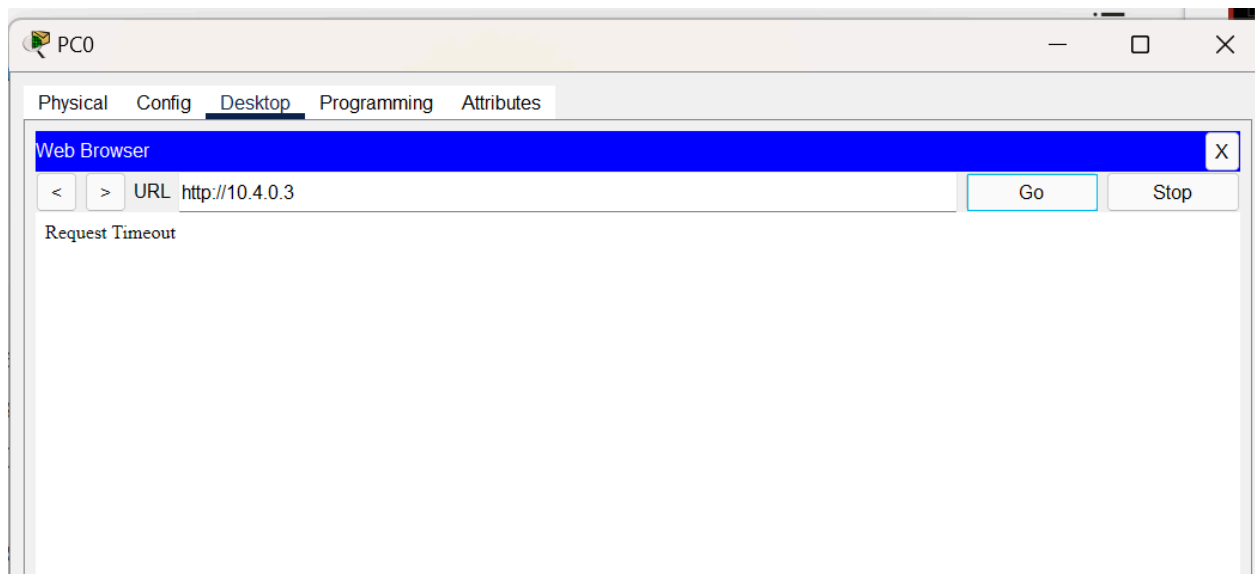 PC0
Physical Config Desktop Programming Attributes
Web Browser
X
< > URL http://10.4.0.3 Go Stop
Request Timeout